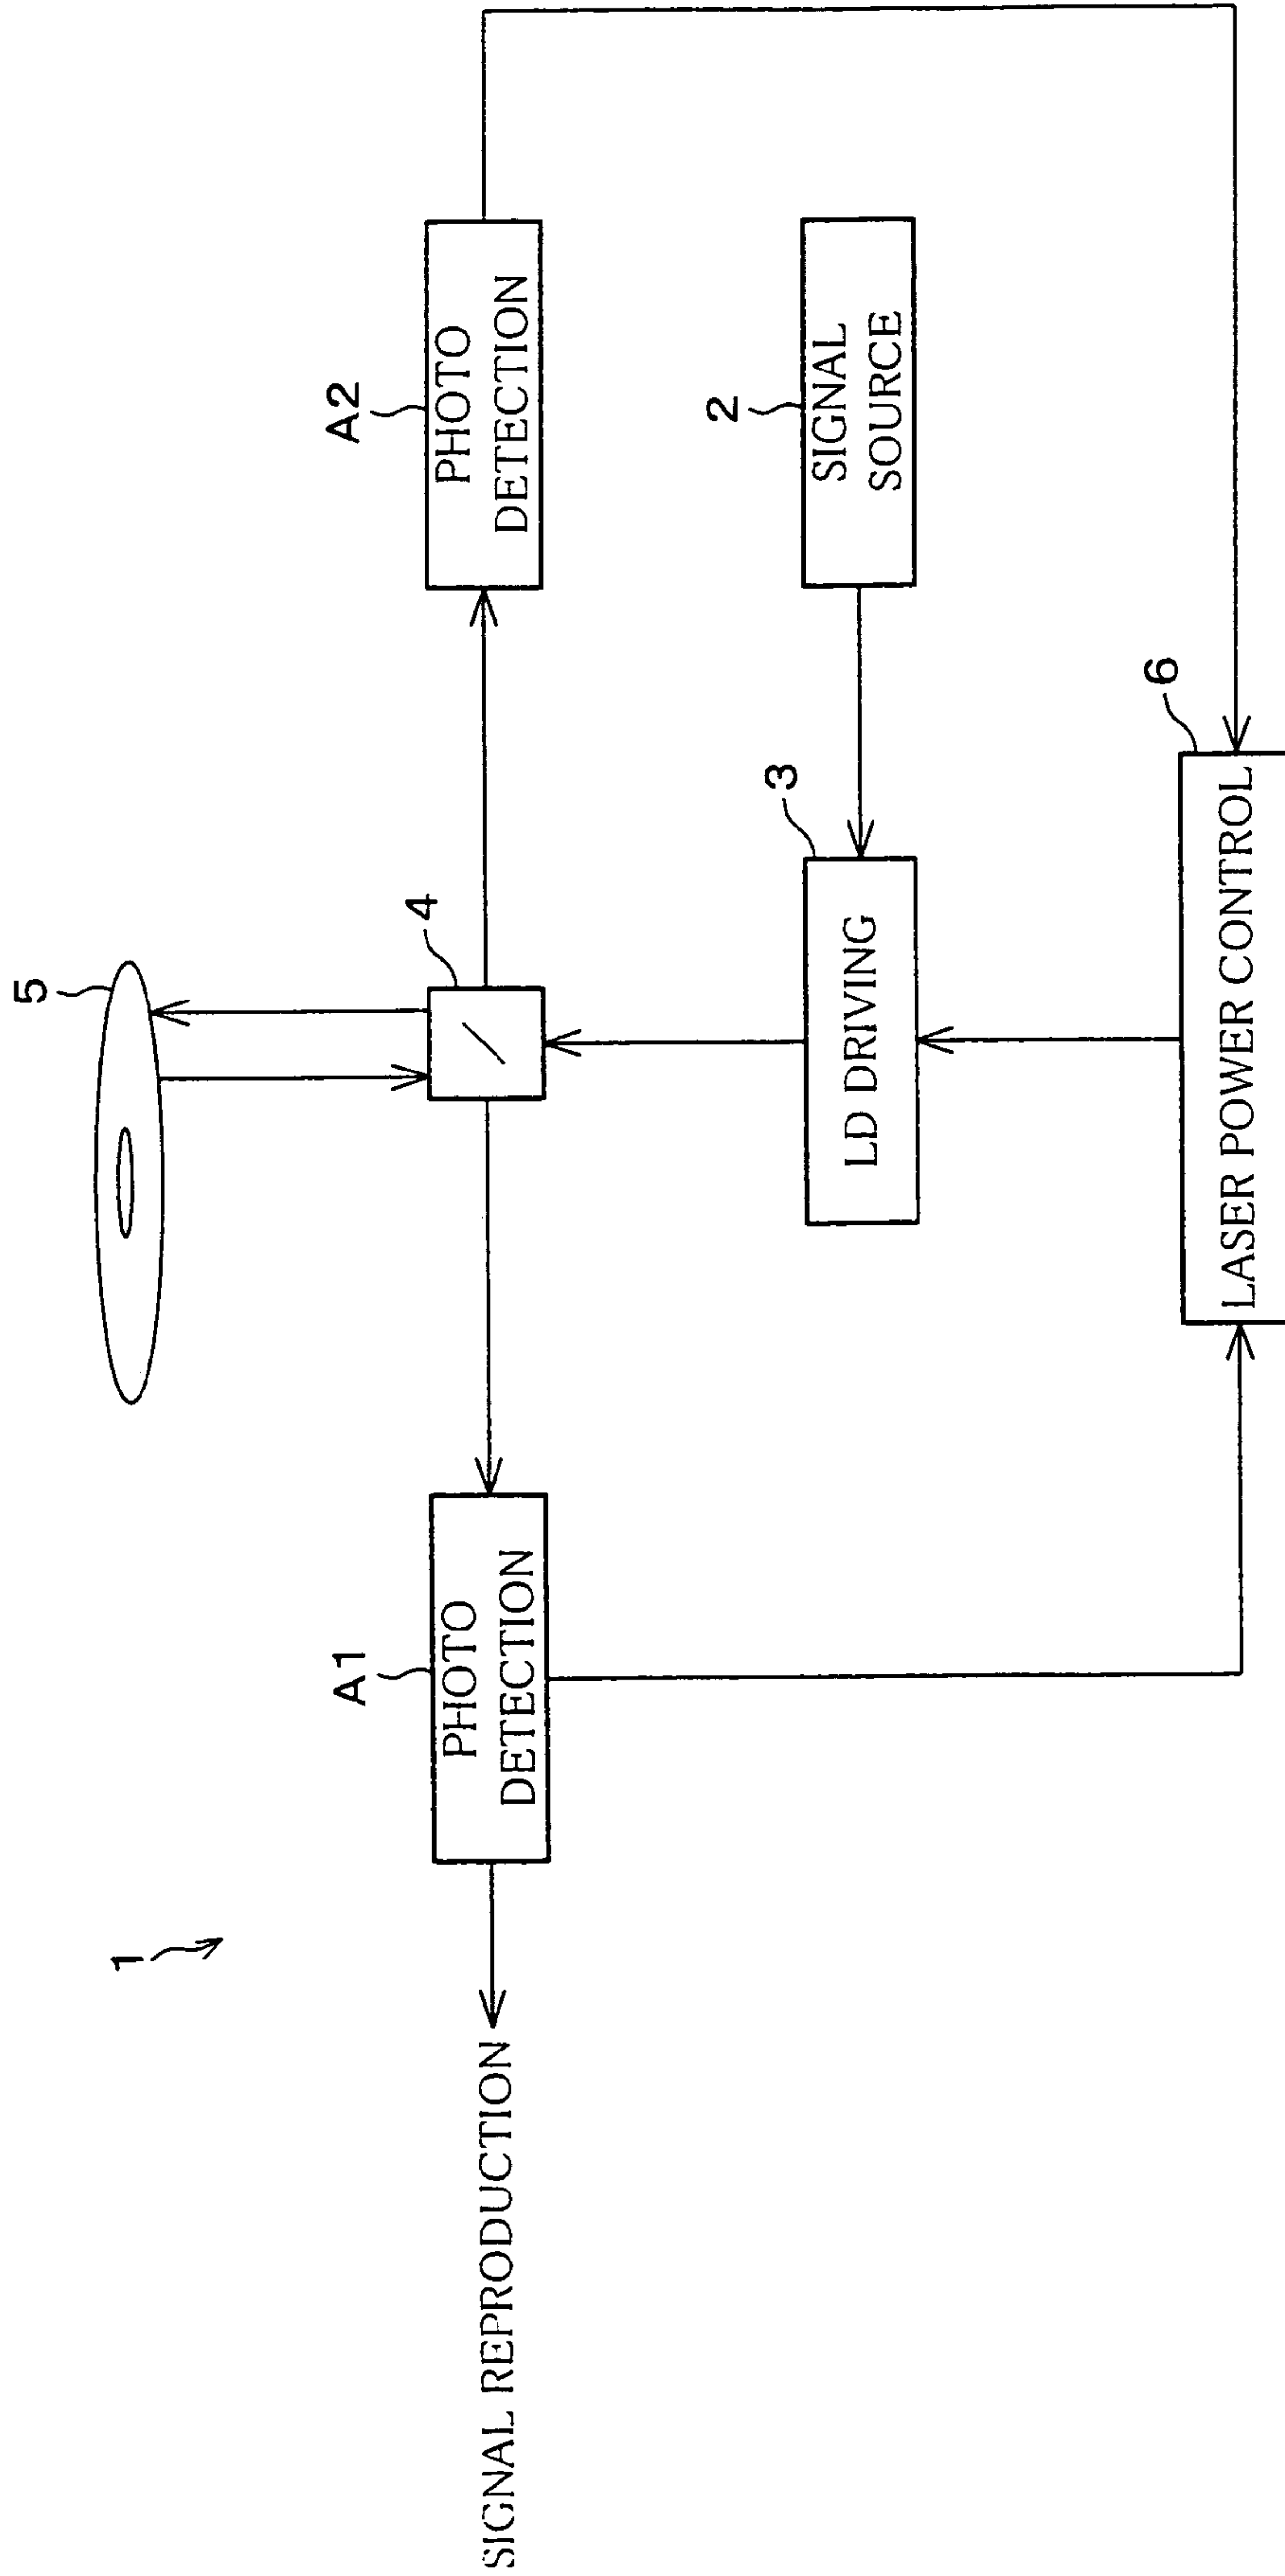 5
1
A1
A2
4
PHOTO
DETECTION
PHOTO
DETECTION
SIGNAL REPRODUCTION
2
3
SIGNAL
SOURCE
LD DRIVING
6
LASER POWER CONTROL